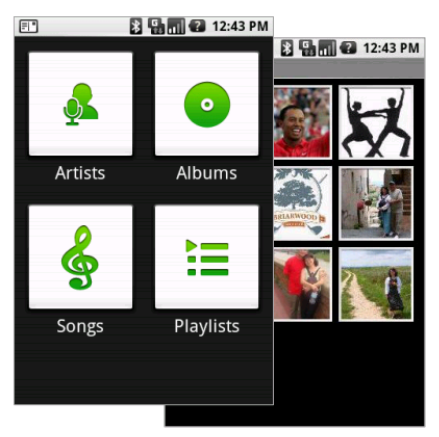 12:43 PM
Artists
Albums
Songs
Playlists
12:43 PM
BRIARWOOD